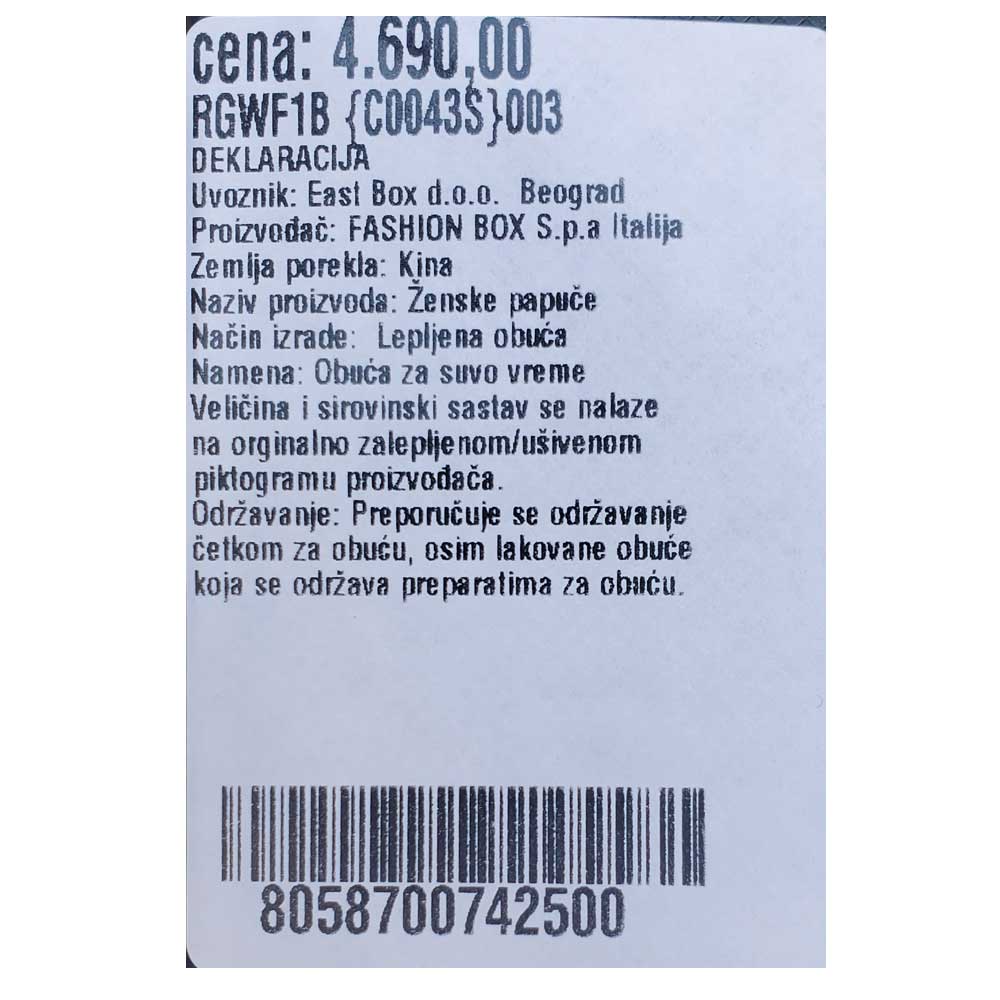 cena: 4.690,00
RGWF1B {C0043S}003
DEKLARACIJA
Uvoznik: East Box d.o.o. Beograd
Proizvođač: FASHION BOX S.p.a Italija
Zemlja porekla: Kina
Naziv proizvoda: Ženske papuče
Način izrade: Lepljena obuća
Namena: Obuća za suvo vreme
Veličina i sirovinski sastav se nalaze
na orginalno zalepljenom/ušivenom
piktogramu proizvođača.
Održavanje: Preporučuje se održavanje
četkom za obuću, osim lakovane obuće
koja se održava preparatima za obuću.
8058700742500